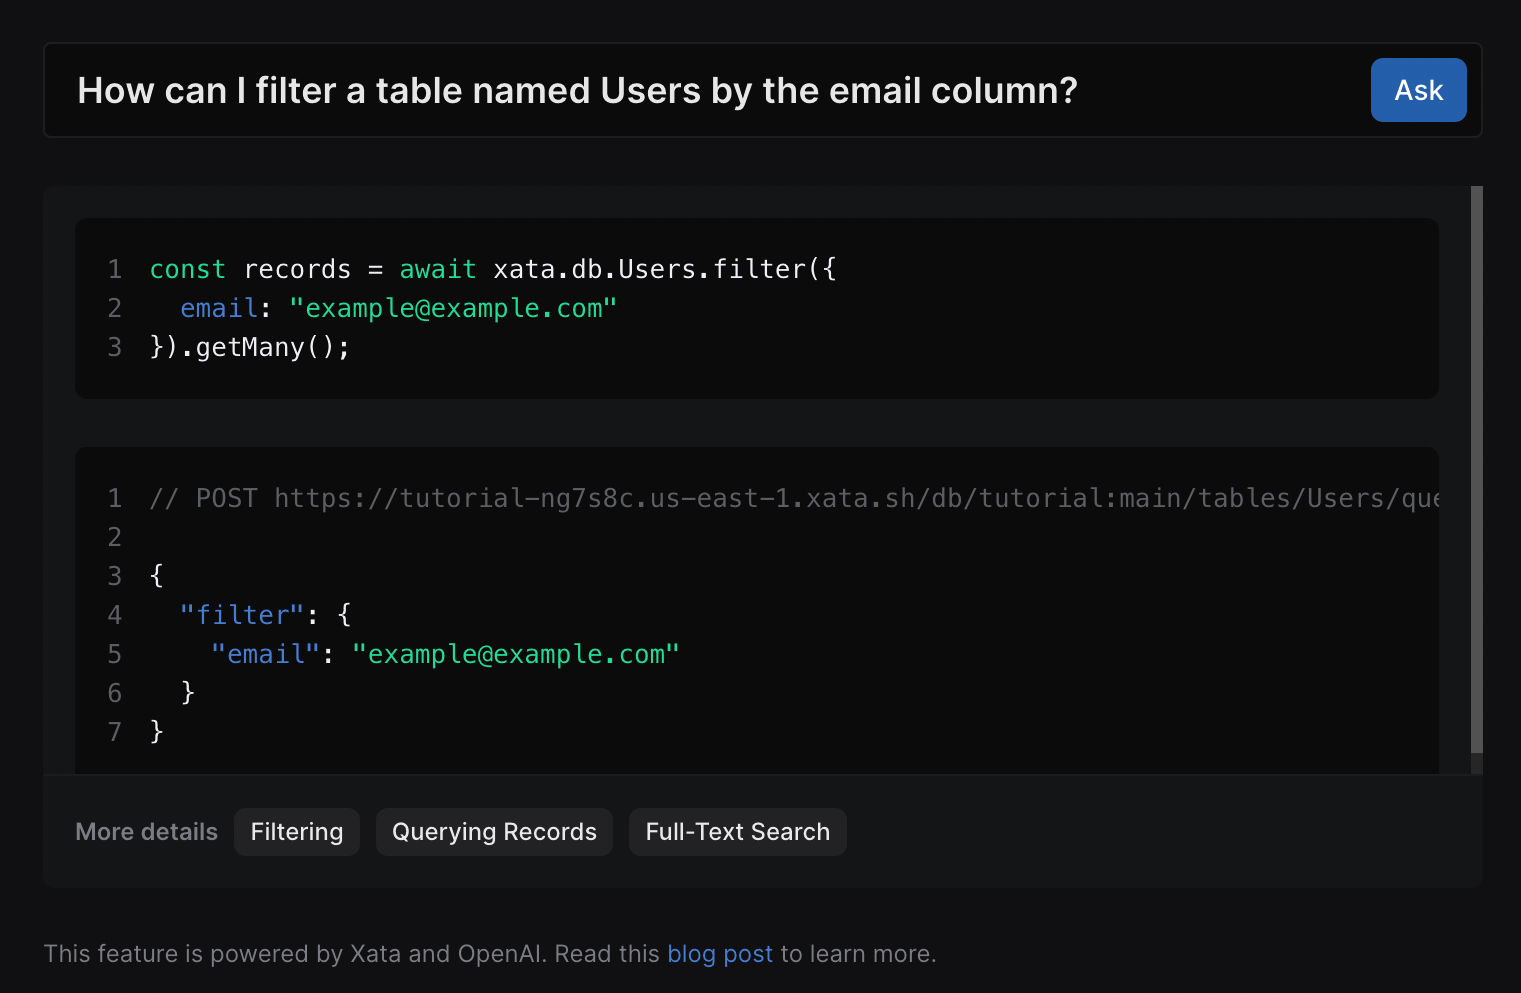 How can I filter a table named Users by the email column?
Ask
1 const records = await xata.db.Users.filter({
2   email: "example@example.com"
3 }).getMany();
1 // POST https://tutorial-ng7s8c.us-east-1.xata.sh/db/tutorial:main/tables/Users/que
2
3 {
4   "filter": {
5     "email": "example@example.com"
6   }
7 }
More details Filtering Querying Records Full-Text Search
This feature is powered by Xata and OpenAI. Read this blog post to learn more.